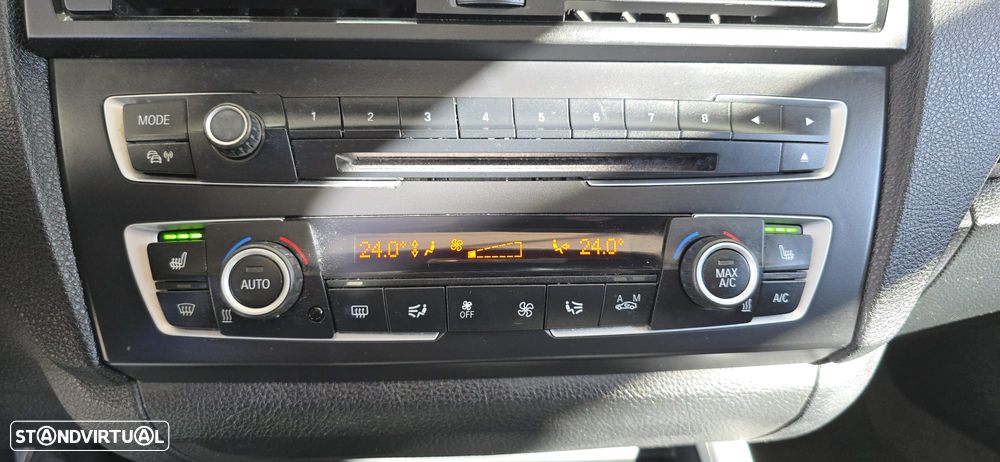 MODE 1 2 3 4 5 6 7 8
24.0° 24.0°
AUTO MAX A/C
OFF A M A/C
STANDVIRTUAL